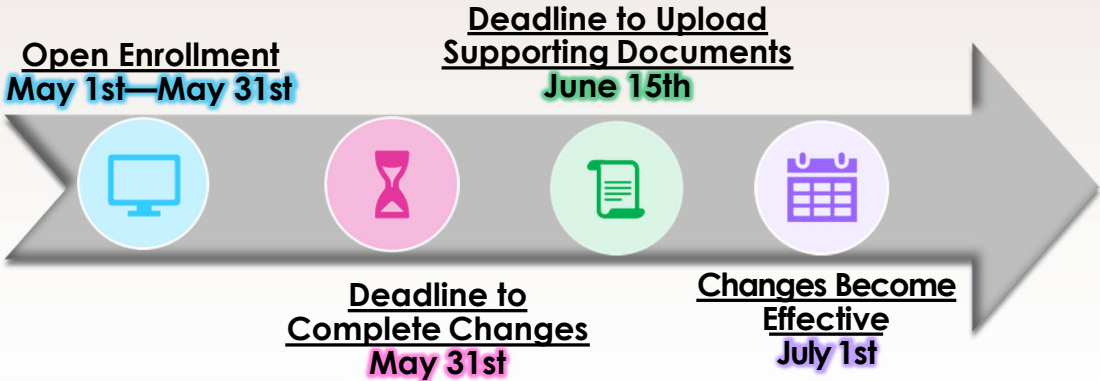 Open Enrollment
May 1st—May 31st
Deadline to
Complete Changes
May 31st
Deadline to Upload
Supporting Documents
June 15th
Changes Become
Effective
July 1st